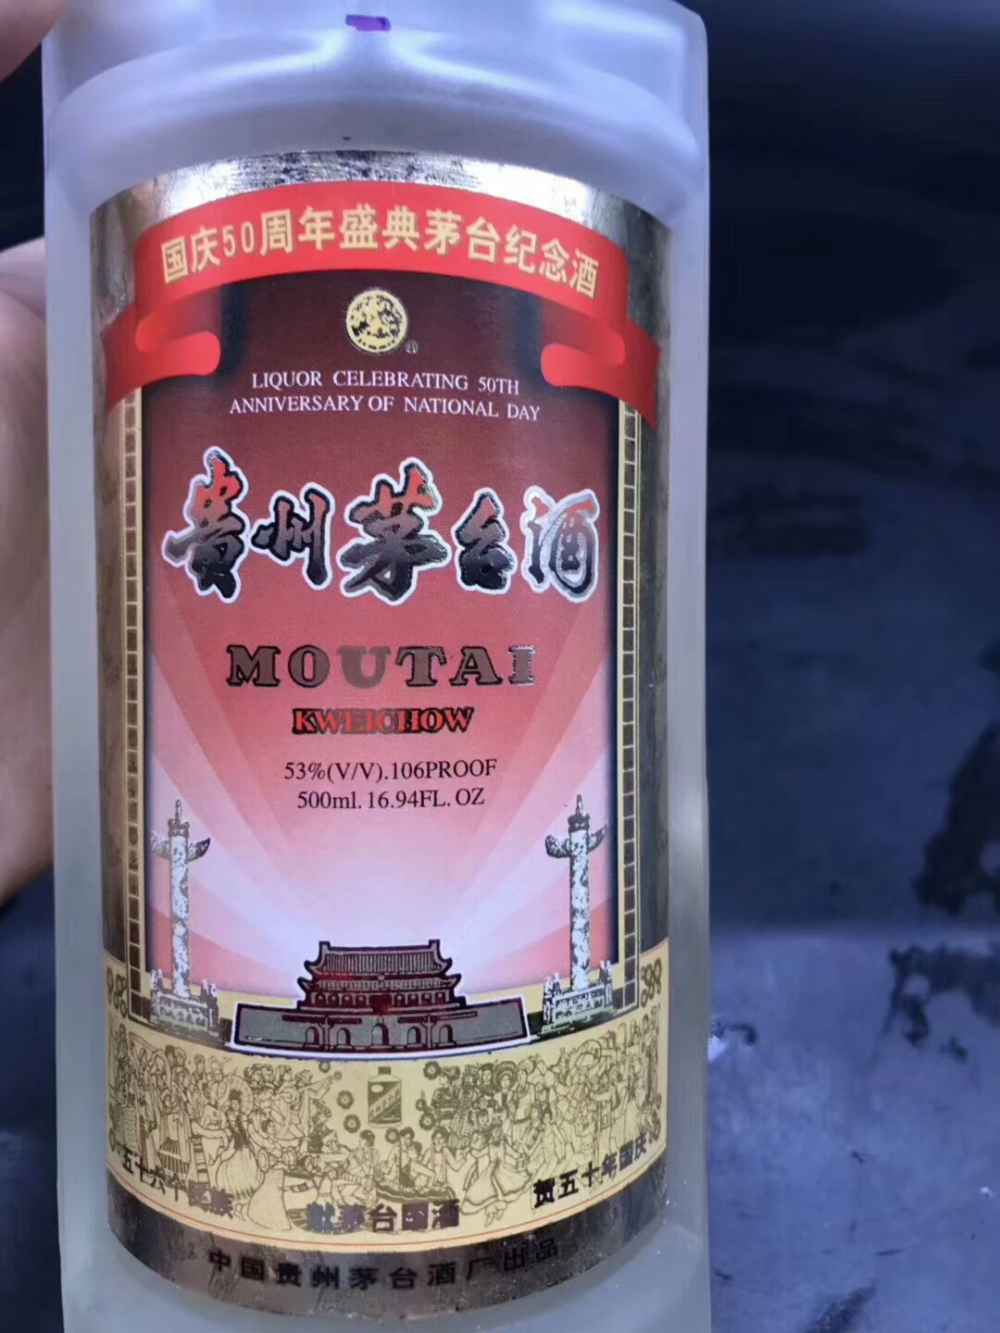 国庆50周年盛典茅台纪念酒
LIQUOR CELEBRATING 50TH
ANNIVERSARY OF NATIONAL DAY
贵州茅台酒
MOUTAI
KWEICHOW
53%(V/V).106PROOF
500ml. 16.94FL. OZ
五十六个民族
献茅台国酒
贺五十年国庆
中国贵州茅台酒厂出品